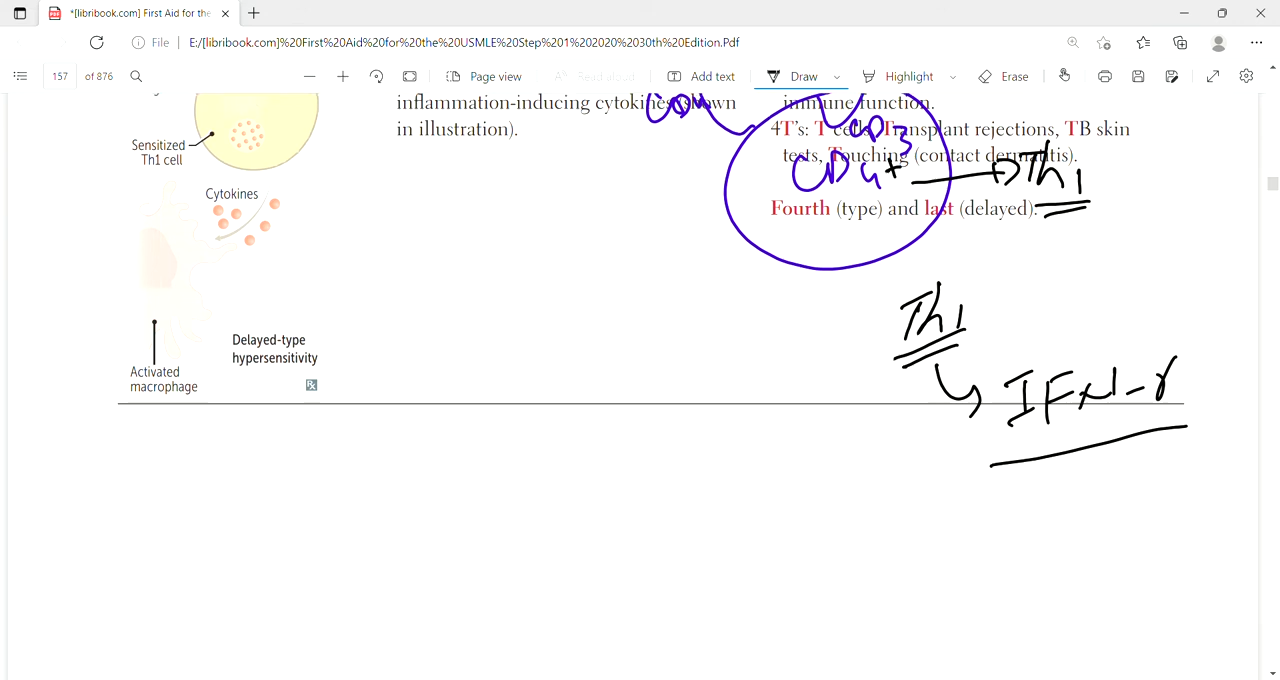 *[libribook.com] First Aid for the
File E:/[libribook.com]%20First%20Aid%20for%20the%20USMLE%20Step%201%202020%2030th%20Edition.Pdf
157 of 876 Page view Read aloud Add text Draw Highlight Erase
inflammation-inducing cytokines (shown
in illustration).
immune function.
4T's: T cells, Transplant rejections, TB skin
tests, Touching (contact dermatitis).
Fourth (type) and last (delayed).
CD3
CD4+
Th1
Th1
IFN-γ
Sensitized
Th1 cell
Cytokines
Delayed-type
hypersensitivity
Activated
macrophage
Rx